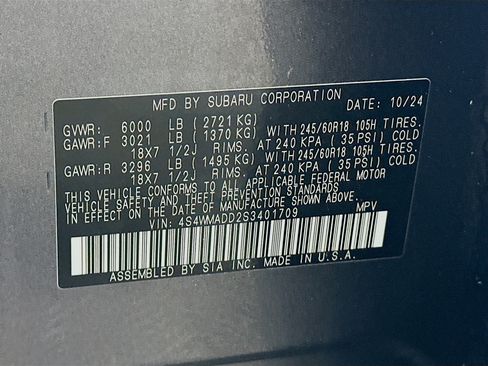 MFD BY SUBARU CORPORATION DATE: 10/24
GVWR: 6000 LB (2721 KG)
GAWR:F 3021 LB (1370 KG) WITH 245/60R18 105H TIRES.
18X7 1/2J RIMS. AT 240 KPA (35 PSI) COLD
GAWR:R 3296 LB (1495 KG) WITH 245/60R18 105H TIRES.
18X7 1/2J RIMS. AT 240 KPA (35 PSI) COLD
THIS VEHICLE CONFORMS TO ALL APPLICABLE FEDERAL MOTOR
VEHICLE SAFETY AND THEFT PREVENTION STANDARDS
IN EFFECT ON THE DATE OF MANUFACTURE SHOWN ABOVE.
VIN: 4S4WMADD2S3401709 MPV
ASSEMBLED BY SIA INC. MADE IN U.S.A.